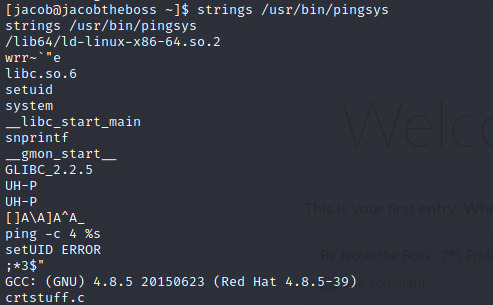 [jacob@jacobtheboss ~]$ strings /usr/bin/pingsys
strings /usr/bin/pingsys
/lib64/ld-linux-x86-64.so.2
wrr~`"e
libc.so.6
setuid
system
__libc_start_main
snprintf
__gmon_start__
GLIBC_2.2.5
UH-P
UH-P
[]A\A]A^A_
ping -c 4 %s
setUID ERROR
;*3$"
GCC: (GNU) 4.8.5 20150623 (Red Hat 4.8.5-39)
crtstuff.c
Welco
This is your first entry. Whe
By Jacob the Boss
Frid
comment